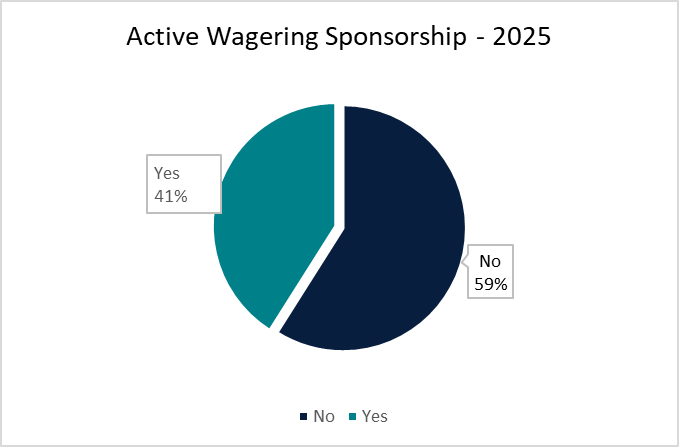 Active Wagering Sponsorship - 2025
Yes
41%
No
59%
No
Yes